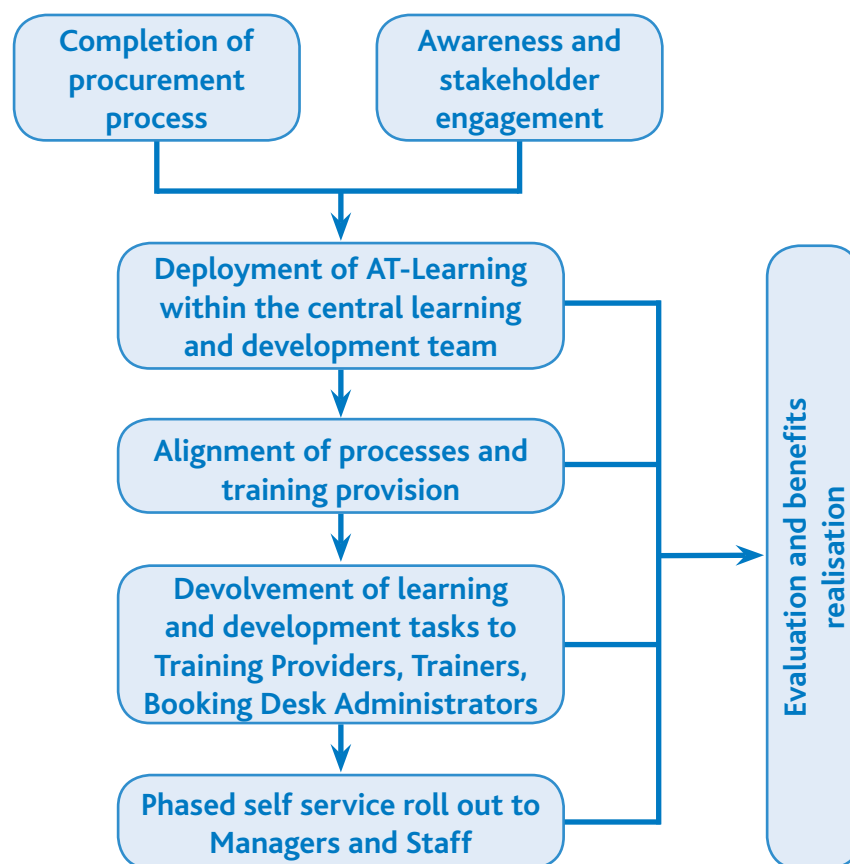 Completion of
procurement
process
Awareness and
stakeholder
engagement
Deployment of AT-Learning
within the central learning
and development team
Alignment of processes and
training provision
Devolvement of learning
and development tasks to
Training Providers, Trainers,
Booking Desk Administrators
Phased self service roll out to
Managers and Staff
Evaluation and benefits
realisation